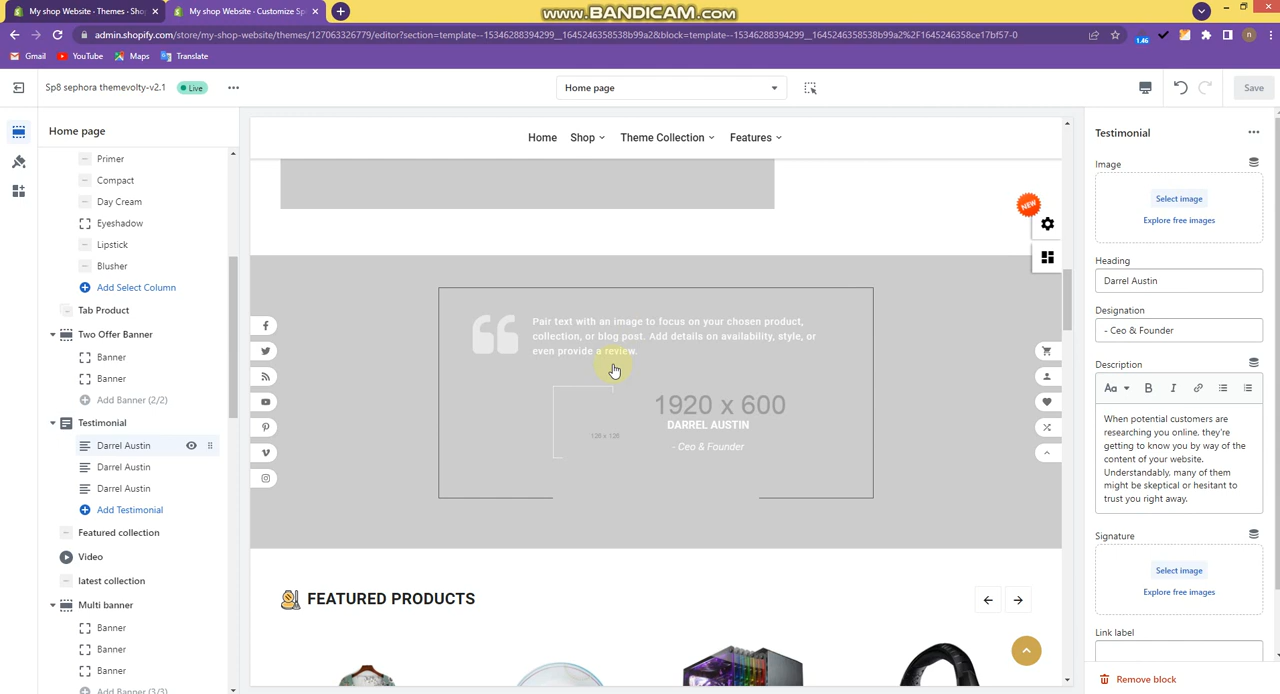 www.BANDICAM.com
My shop Website - Themes - Shop
My shop Website - Customize Sp
admin.shopify.com/store/my-shop-website/themes/127063326779/editor?section=template--15346288394299__1645246358538b99a2&block=template--15346288394299__1645246358538b99a2%2F1645246358ce17bf57-0
1.46
n
Gmail
YouTube
Maps
Translate
Sp8 sephora themevolty-v2.1
Live
Home page
Save
Home page
Primer
Compact
Day Cream
Eyeshadow
Lipstick
Blusher
Add Select Column
Tab Product
Two Offer Banner
Banner
Banner
Add Banner (2/2)
Testimonial
Darrel Austin
Darrel Austin
Darrel Austin
Add Testimonial
Featured collection
Video
latest collection
Multi banner
Banner
Banner
Banner
Add Banner (3/3)
Home
Shop
Theme Collection
Features
NEW
Pair text with an image to focus on your chosen product,
collection, or blog post. Add details on availability, style, or
even provide a review.
1920 x 600
DARREL AUSTIN
- Ceo & Founder
FEATURED PRODUCTS
Testimonial
Image
Select image
Explore free images
Heading
Darrel Austin
Designation
- Ceo & Founder
Description
Aa
B
I
When potential customers are
researching you online, they're
getting to know you by way of the
content of your website.
Understandably, many of them
might be skeptical or hesitant to
trust you right away.
Signature
Select image
Explore free images
Link label
Remove block